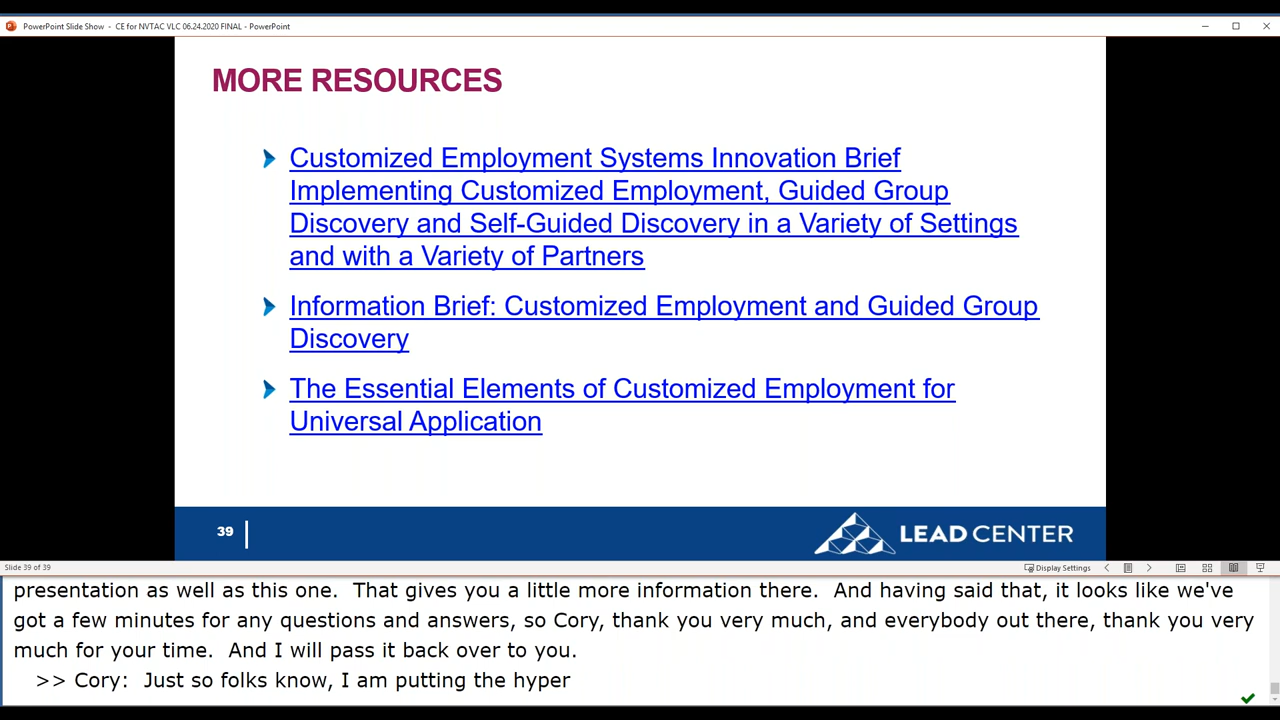 PowerPoint Slide Show - CE for NVTAC VLC 06.24.2020 FINAL - PowerPoint
MORE RESOURCES
Customized Employment Systems Innovation Brief
Implementing Customized Employment, Guided Group
Discovery and Self-Guided Discovery in a Variety of Settings
and with a Variety of Partners
Information Brief: Customized Employment and Guided Group
Discovery
The Essential Elements of Customized Employment for
Universal Application
39
LEAD CENTER
Slide 39 of 39
Display Settings
presentation as well as this one.  That gives you a little more information there.  And having said that, it looks like we've
got a few minutes for any questions and answers, so Cory, thank you very much, and everybody out there, thank you very
much for your time.  And I will pass it back over to you.
>> Cory:  Just so folks know, I am putting the hyper